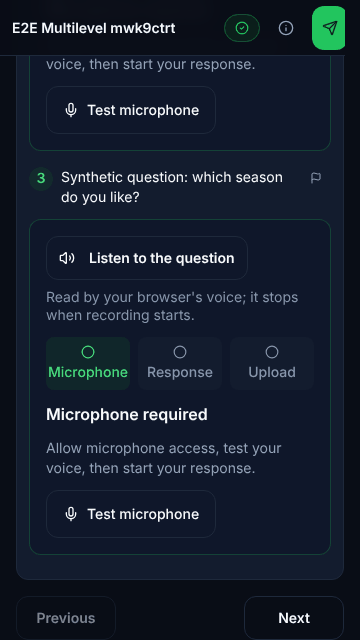 E2E Multilevel mwk9ctrt
voice, then start your response.
Test microphone
3
Synthetic question: which season
do you like?
Listen to the question
Read by your browser's voice; it stops
when recording starts.
Microphone
Response
Upload
Microphone required
Allow microphone access, test your
voice, then start your response.
Test microphone
Previous
Next